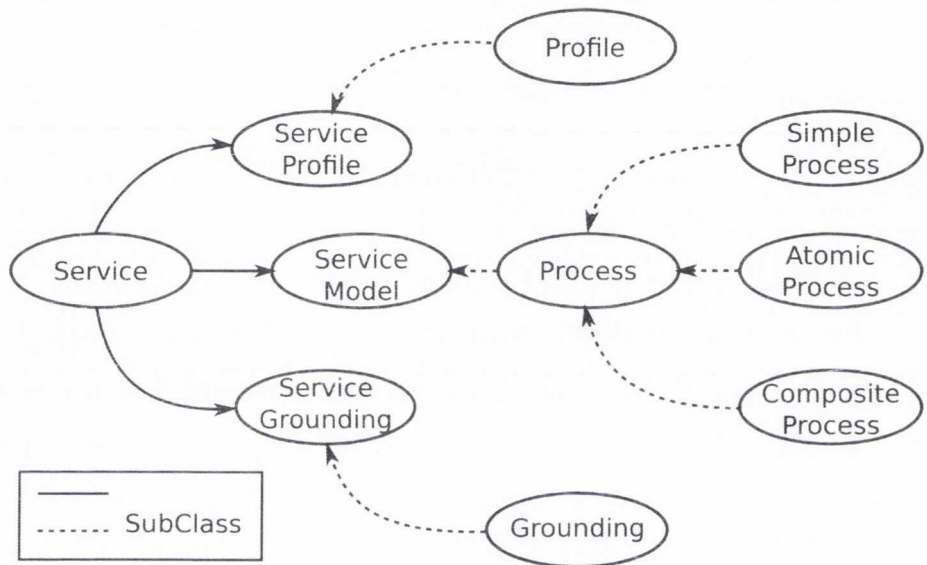 Profile
Service
Profile
Simple
Process
Service
Service
Model
Process
Atomic
Process
Service
Grounding
Composite
Process
SubClass
Grounding